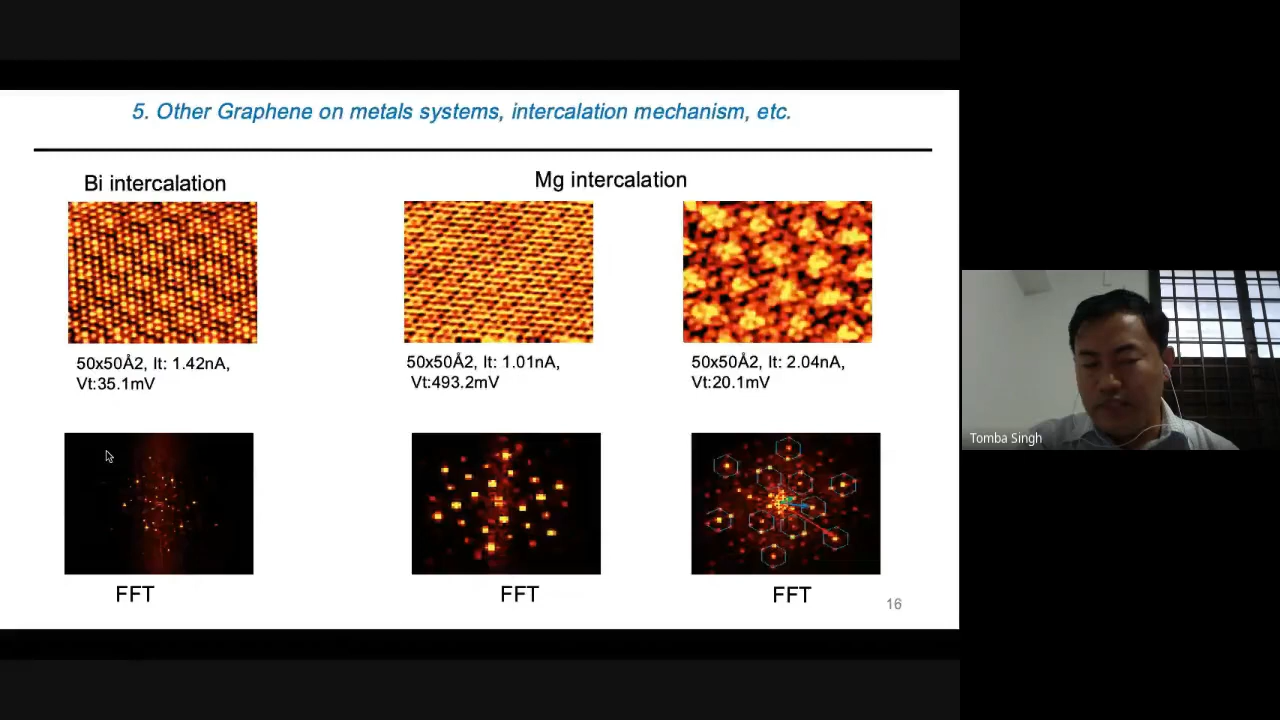 5. Other Graphene on metals systems, intercalation mechanism, etc.
Bi intercalation
Mg intercalation
50x50Å2, It: 1.42nA,
Vt:35.1mV
50x50Å2, It: 1.01nA,
Vt:493.2mV
50x50Å2, It: 2.04nA,
Vt:20.1mV
FFT
FFT
FFT
16
Tomba Singh